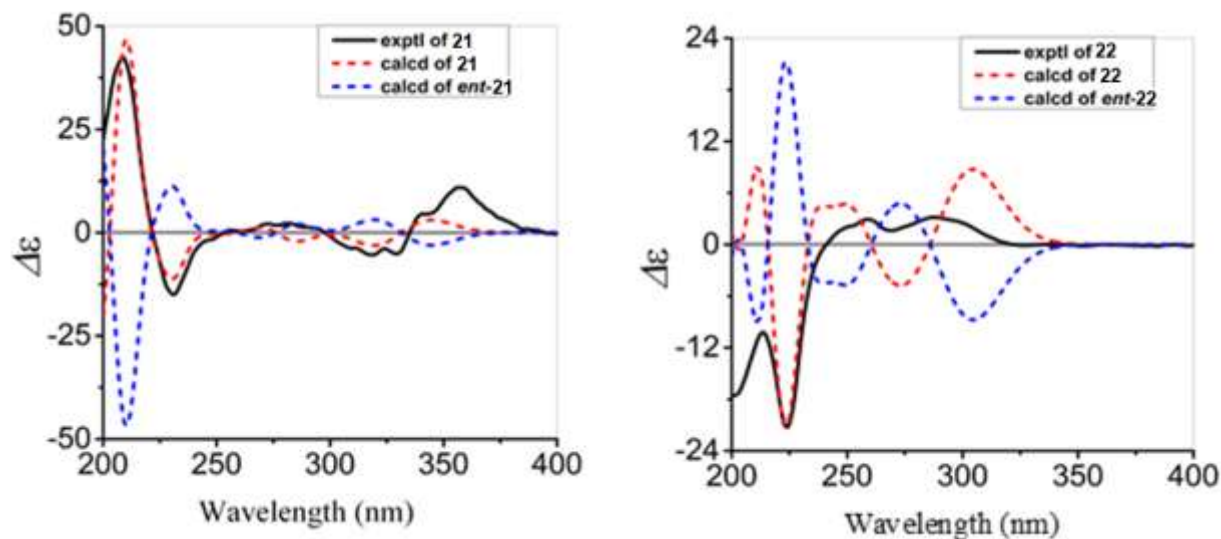 50
25
0
-25
-50
Δε
exptl of 21
calcd of 21
calcd of ent-21
200 250 300 350 400
Wavelength (nm)
24
12
0
-12
-24
Δε
exptl of 22
calcd of 22
calcd of ent-22
200 250 300 350 400
Wavelength (nm)